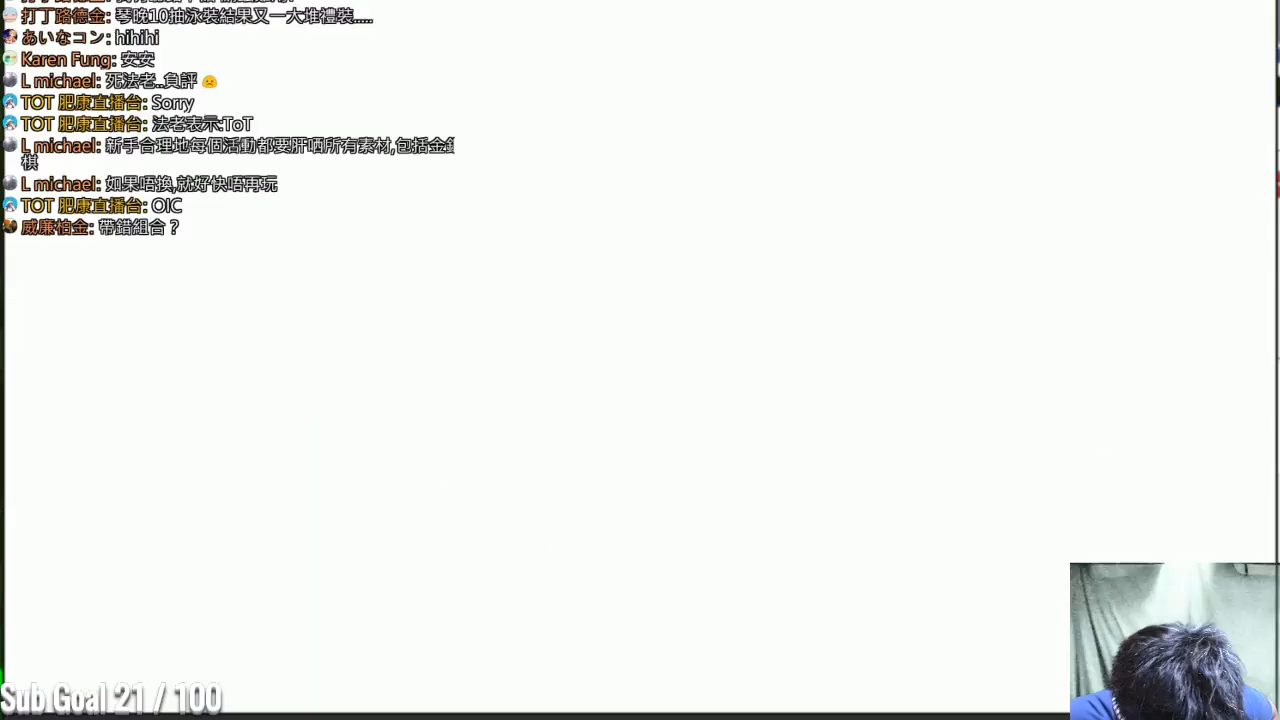 打丁路德金: 琴晚10抽泳裝結果又一大堆禮裝.....
あいなコン: hihihi
Karen Fung: 安安
L michael: 死法老..負評 ☹️
TOT 肥康直播台: Sorry
TOT 肥康直播台: 法老表示:ToT
L michael: 新手合理地每個活動都要肝哂所有素材,包括金
棋
L michael: 如果唔換,就好快唔再玩
TOT 肥康直播台: OIC
威廉柏金: 帶錯組合？
Sub Goal 21 / 100